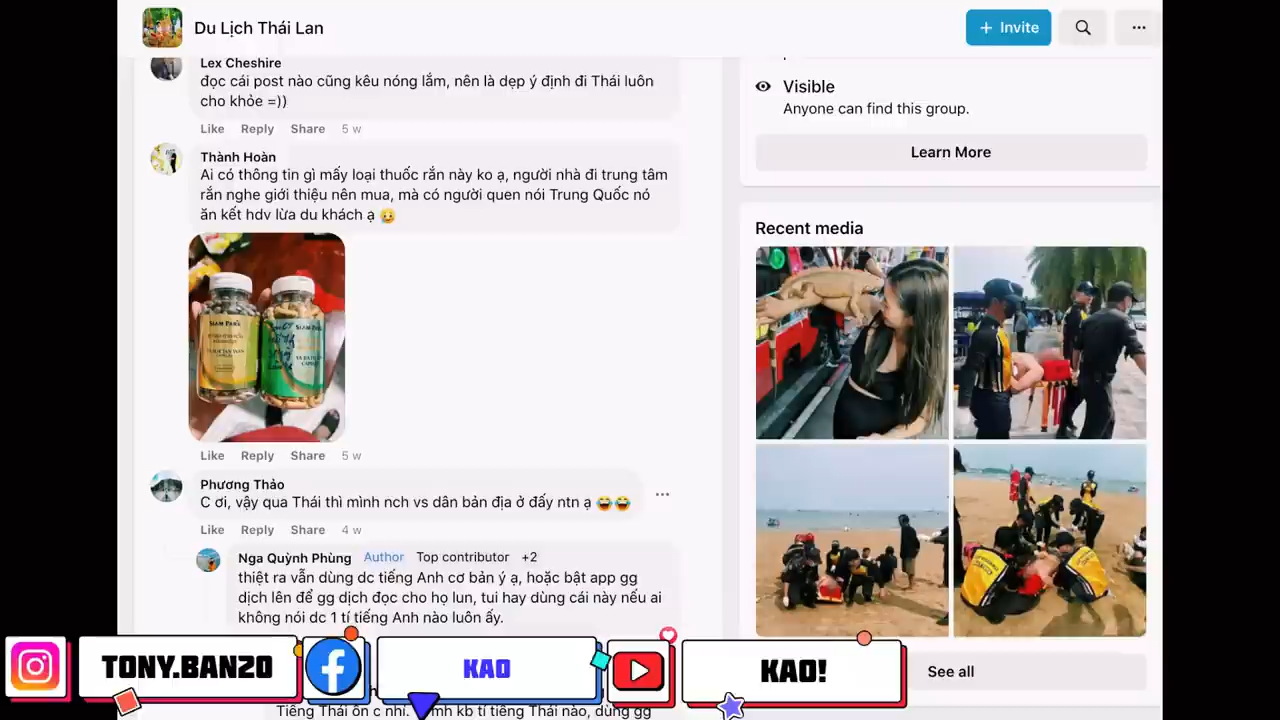 Du Lịch Thái Lan
+ Invite
Lex Cheshire
đọc cái post nào cũng kêu nóng lắm, nên là dẹp ý định đi Thái luôn
cho khỏe =))
Like Reply Share 5 w
Thành Hoàn
Ai có thông tin gì mấy loại thuốc rắn này ko ạ, người nhà đi trung tâm
rắn nghe giới thiệu nên mua, mà có người quen nói Trung Quốc nó
ăn kết hdv lừa du khách ạ 😢
SIAM PARK
SIAM PARK
Like Reply Share 5 w
Phương Thảo
C ơi, vậy qua Thái thì mình nch vs dân bản địa ở đấy ntn ạ 😂😂
Like Reply Share 4 w
Nga Quỳnh Phùng Author Top contributor +2
thiệt ra vẫn dùng dc tiếng Anh cơ bản ý ạ, hoặc bật app gg
dịch lên để gg dịch đọc cho họ lun, tui hay dùng cái này nếu ai
không nói dc 1 tí tiếng Anh nào luôn ấy.
Visible
Anyone can find this group.
Learn More
Recent media
See all
TONY.BANZO
KAO
KAO!